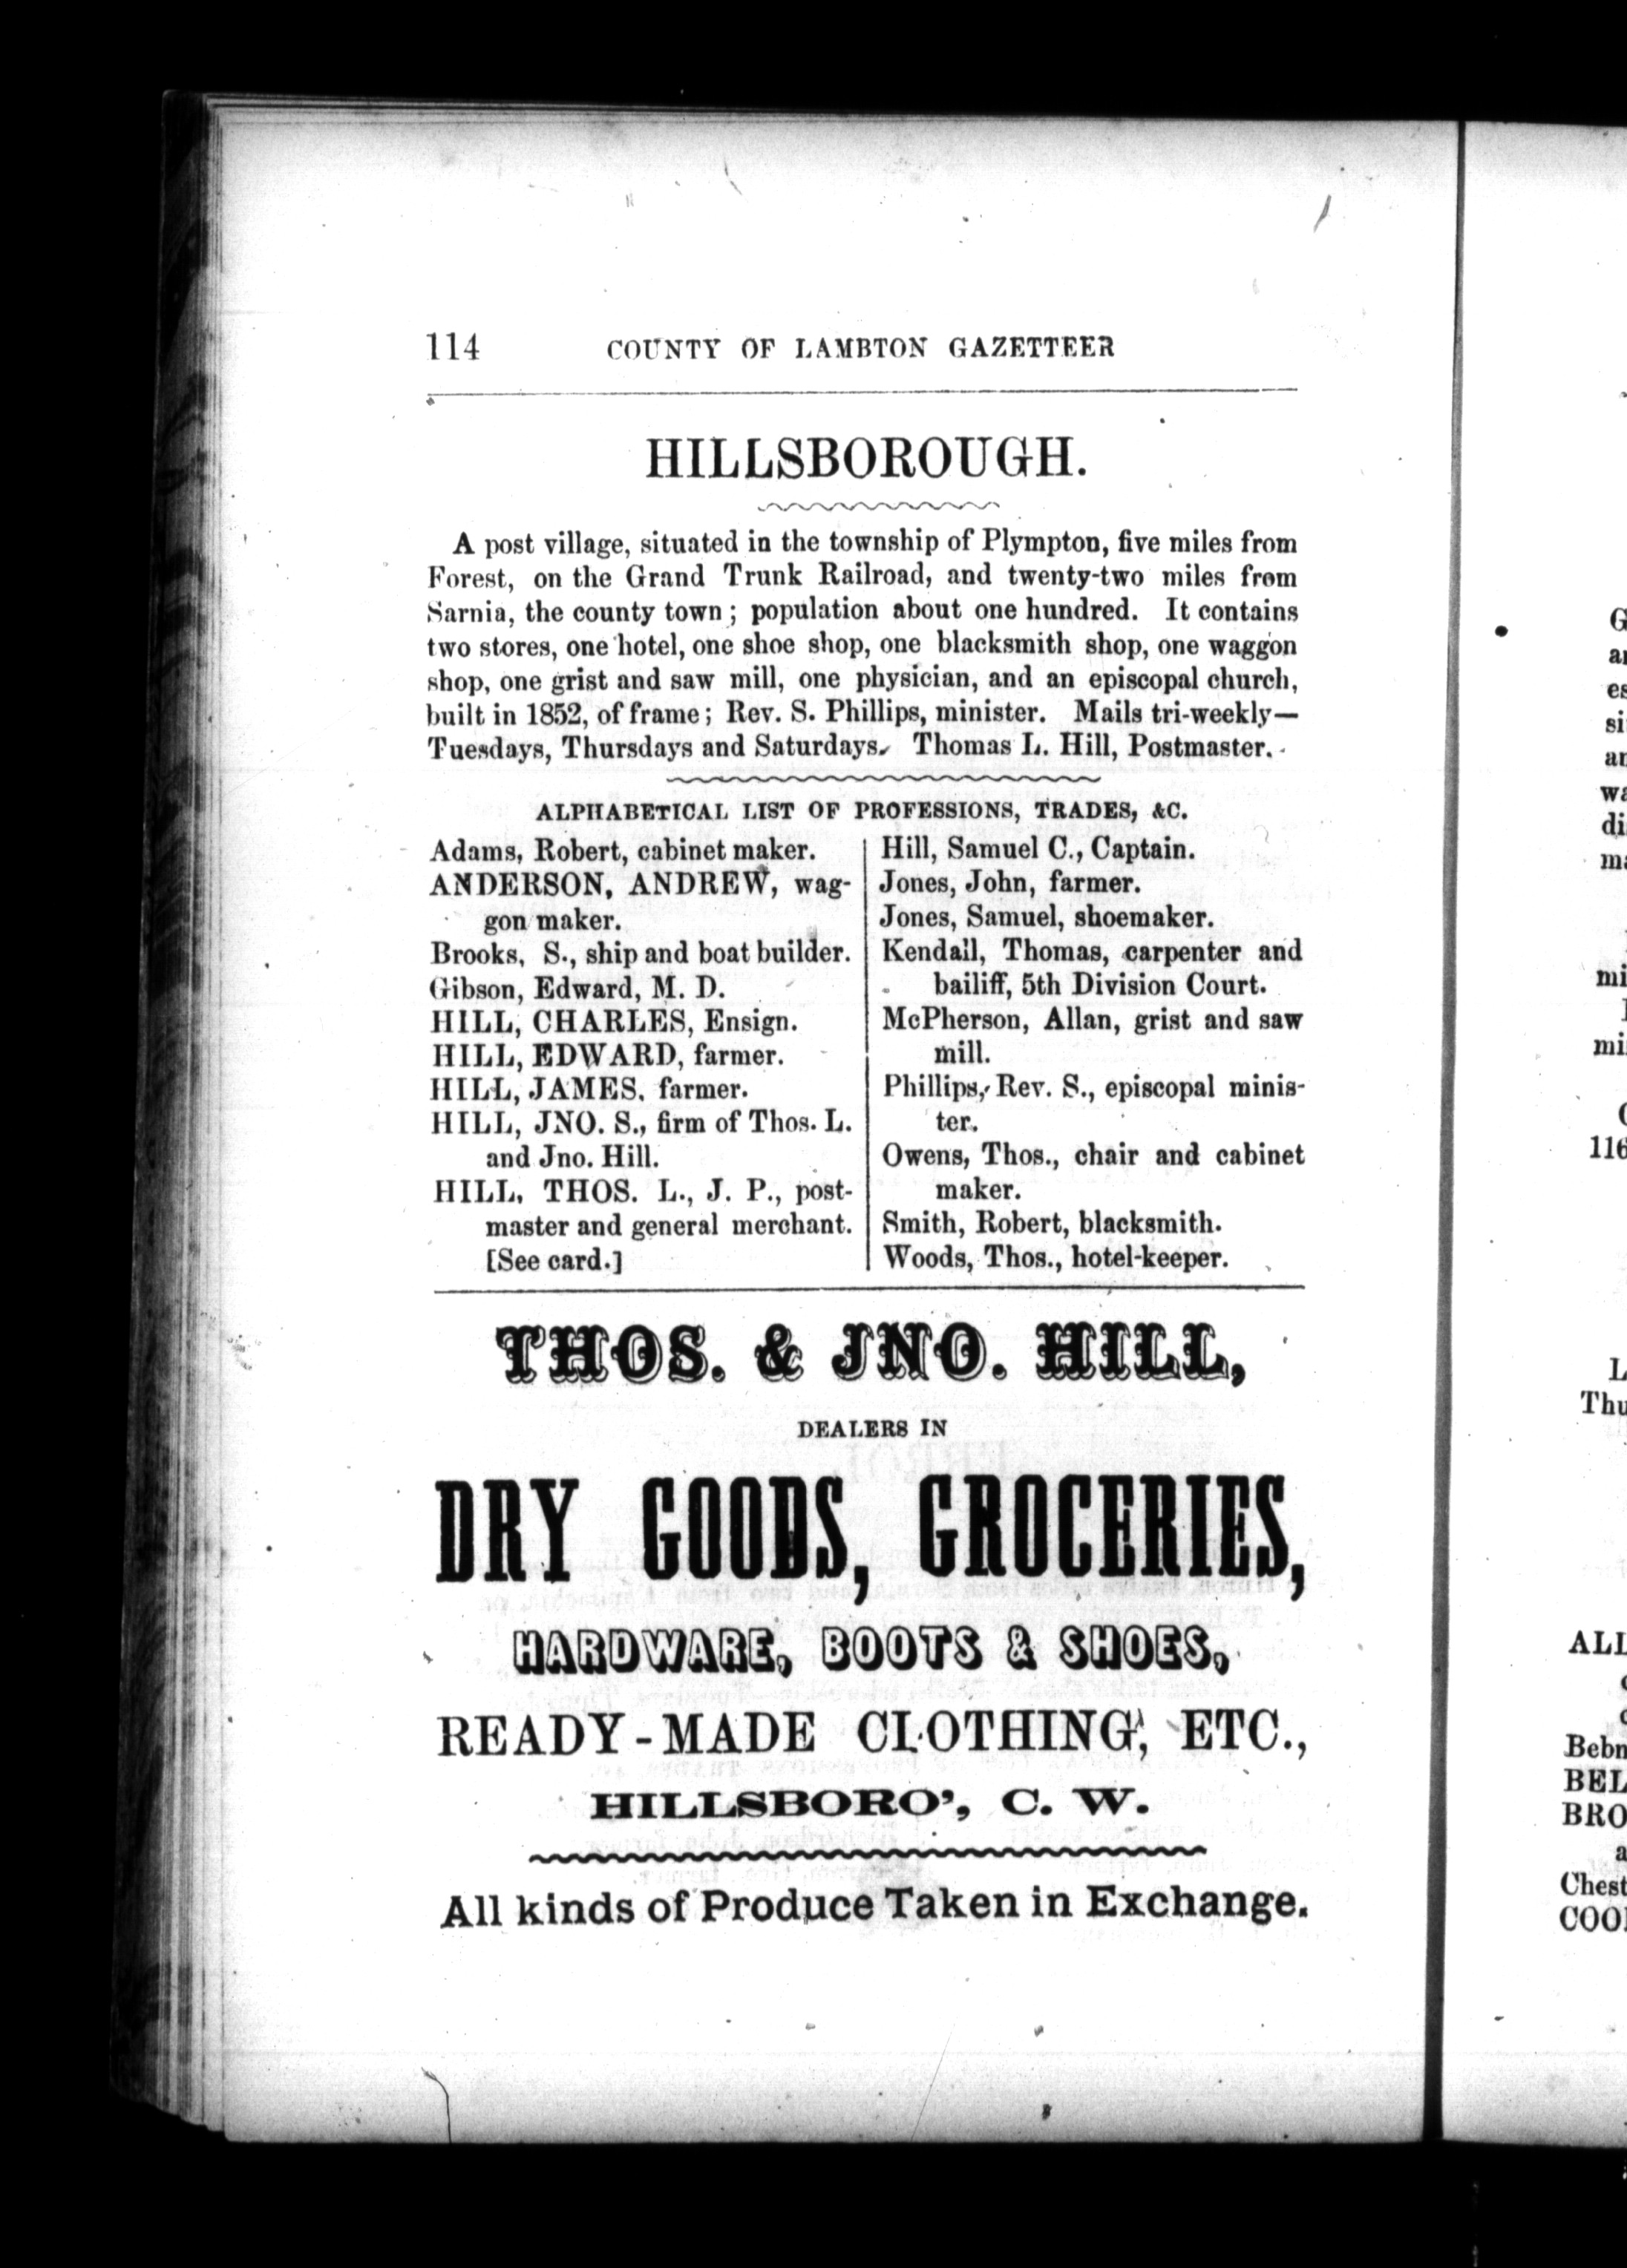 114 COUNTY OF LAMBTON GAZETTEER
HILLSBOROUGH.
A post village, situated in the township of Plympton, five miles from
Forest, on the Grand Trunk Railroad, and twenty-two miles from
Sarnia, the county town; population about one hundred. It contains
two stores, one hotel, one shoe shop, one blacksmith shop, one waggon
shop, one grist and saw mill, one physician, and an episcopal church,
built in 1852, of frame; Rev. S. Phillips, minister. Mails tri-weekly—
Tuesdays, Thursdays and Saturdays. Thomas L. Hill, Postmaster.
ALPHABETICAL LIST OF PROFESSIONS, TRADES, &C.
Adams, Robert, cabinet maker.
ANDERSON, ANDREW, wag-
gon maker.
Brooks, S., ship and boat builder.
Gibson, Edward, M. D.
HILL, CHARLES, Ensign.
HILL, EDWARD, farmer.
HILL, JAMES, farmer.
HILL, JNO. S., firm of Thos. L.
and Jno. Hill.
HILL, THOS. L., J. P., post-
master and general merchant.
[See card.]
Hill, Samuel C., Captain.
Jones, John, farmer.
Jones, Samuel, shoemaker.
Kendall, Thomas, carpenter and
bailiff, 5th Division Court.
McPherson, Allan, grist and saw
mill.
Phillips, Rev. S., episcopal minis-
ter.
Owens, Thos., chair and cabinet
maker.
Smith, Robert, blacksmith.
Woods, Thos., hotel-keeper.
THOS. & JNO. HILL,
DEALERS IN
DRY GOODS, GROCERIES,
HARDWARE, BOOTS & SHOES,
READY-MADE CLOTHING, ETC.,
HILLSBORO', C. W.
All kinds of Produce Taken in Exchange.
116
Thu
ALL
Bebn
BEL
BRO
Chest
COO